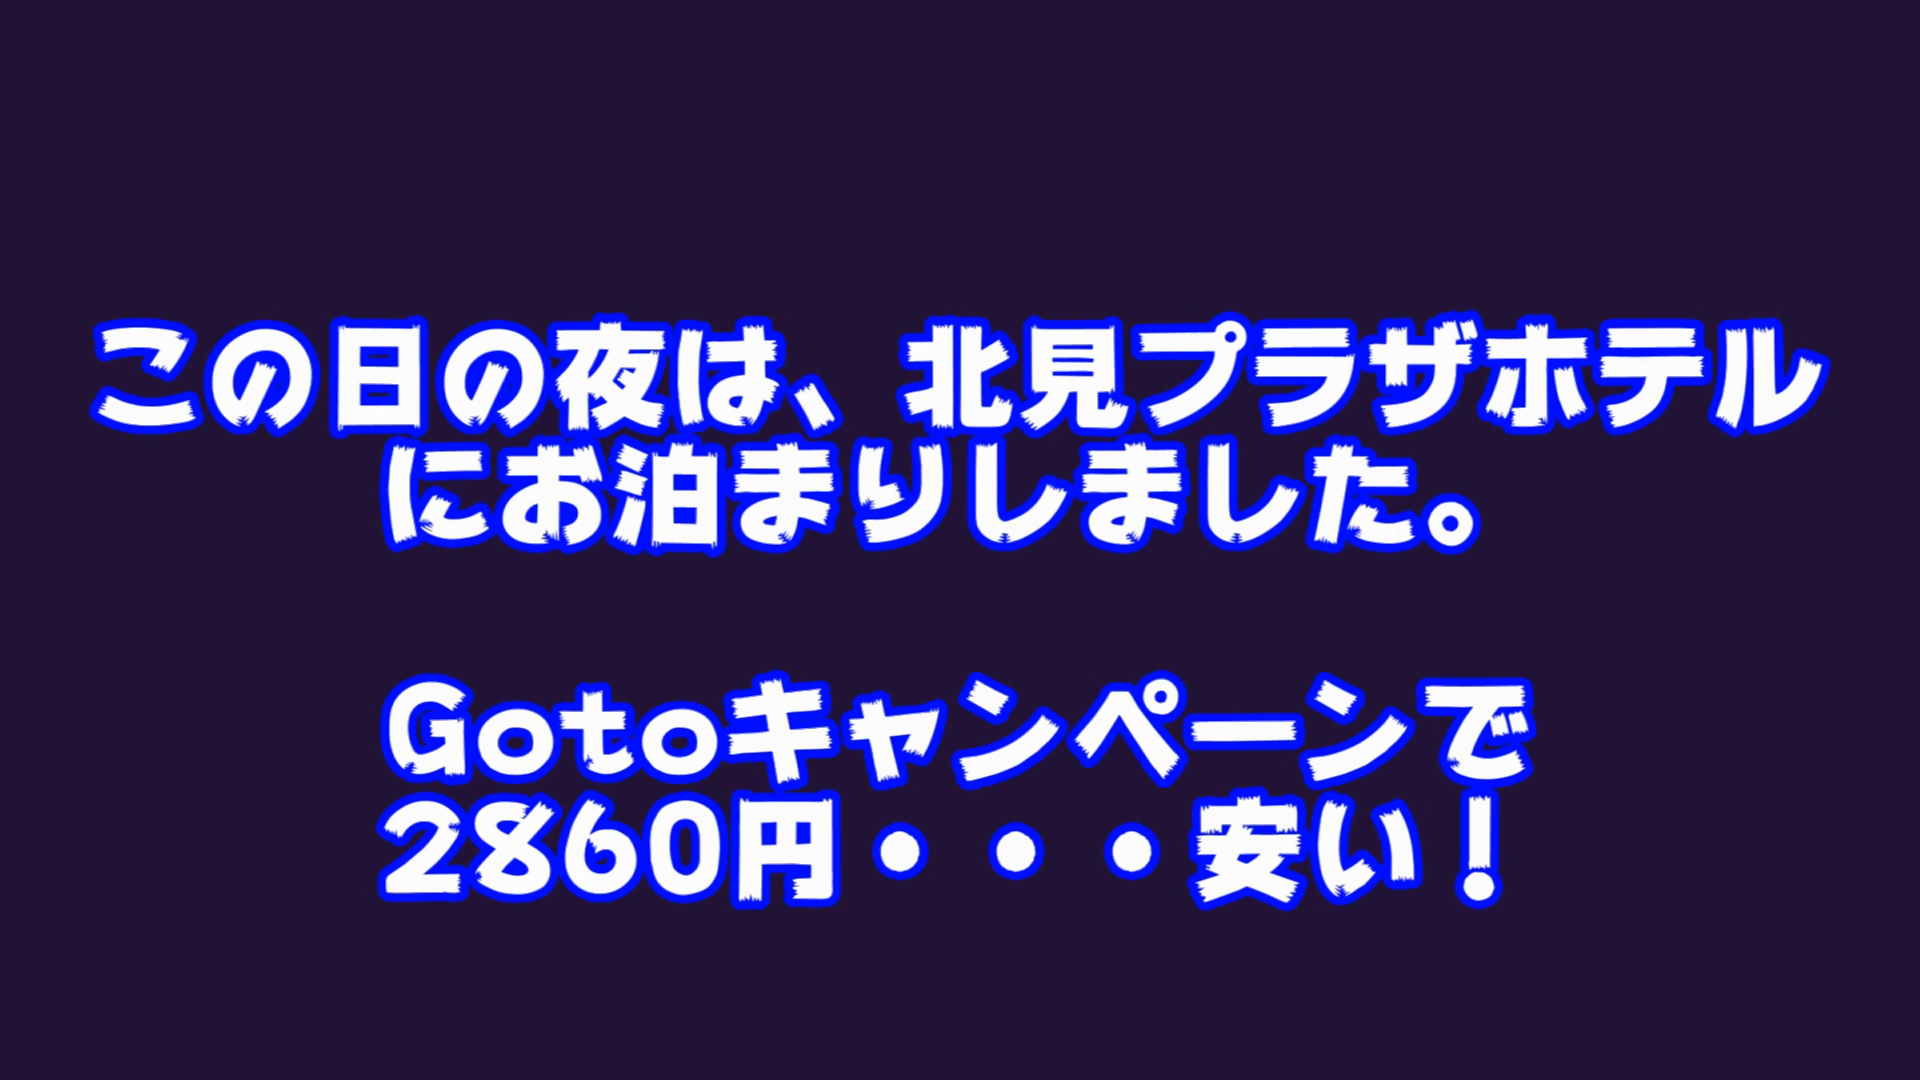 この日の夜は、北見プラザホテル
にお泊まりしました。
Gotoキャンペーンで
2860円・・・安い！